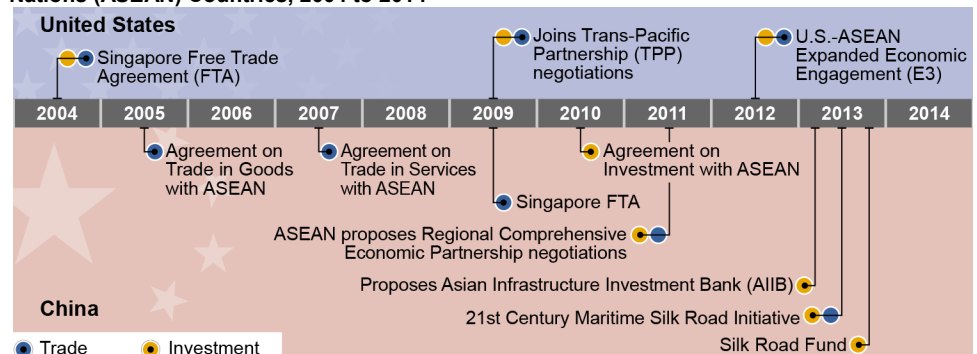 Nations (ASEAN) Countries, 2004 to 2014
United States
Singapore Free Trade
Agreement (FTA)
Joins Trans-Pacific
Partnership (TPP)
negotiations
U.S.-ASEAN
Expanded Economic
Engagement (E3)
2004 2005 2006 2007 2008 2009 2010 2011 2012 2013 2014
Agreement on
Trade in Goods
with ASEAN
Agreement on
Trade in Services
with ASEAN
Agreement on
Investment with ASEAN
Singapore FTA
ASEAN proposes Regional Comprehensive
Economic Partnership negotiations
Proposes Asian Infrastructure Investment Bank (AIIB)
21st Century Maritime Silk Road Initiative
Silk Road Fund
China
Trade
Investment